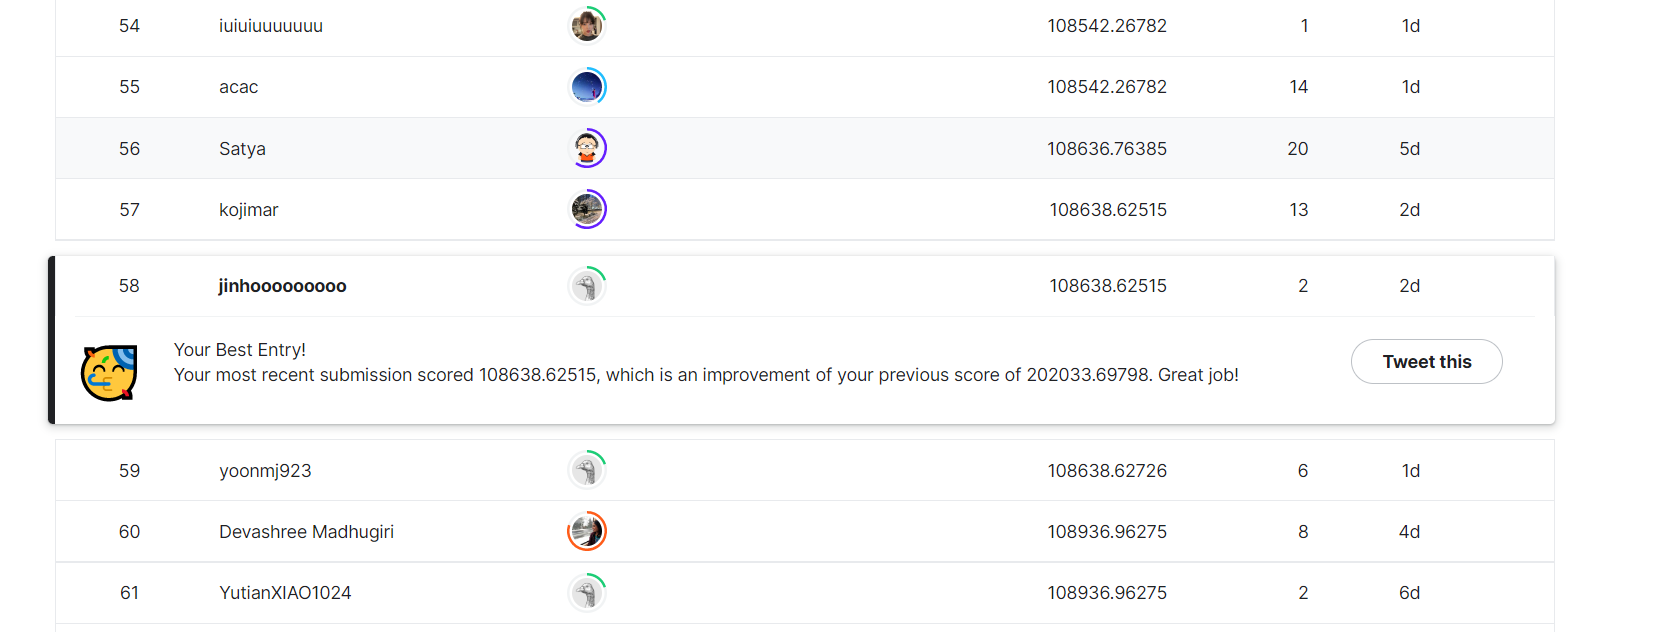 54 iuiuiuuuuuuu 108542.26782 1 1d
55 acac 108542.26782 14 1d
56 Satya 108636.76385 20 5d
57 kojimar 108638.62515 13 2d
58 jinhooooooooo 108638.62515 2 2d
Your Best Entry!
Your most recent submission scored 108638.62515, which is an improvement of your previous score of 202033.69798. Great job!
Tweet this
59 yoonmj923 108638.62726 6 1d
60 Devashree Madhugiri 108936.96275 8 4d
61 YutianXIAO1024 108936.96275 2 6d